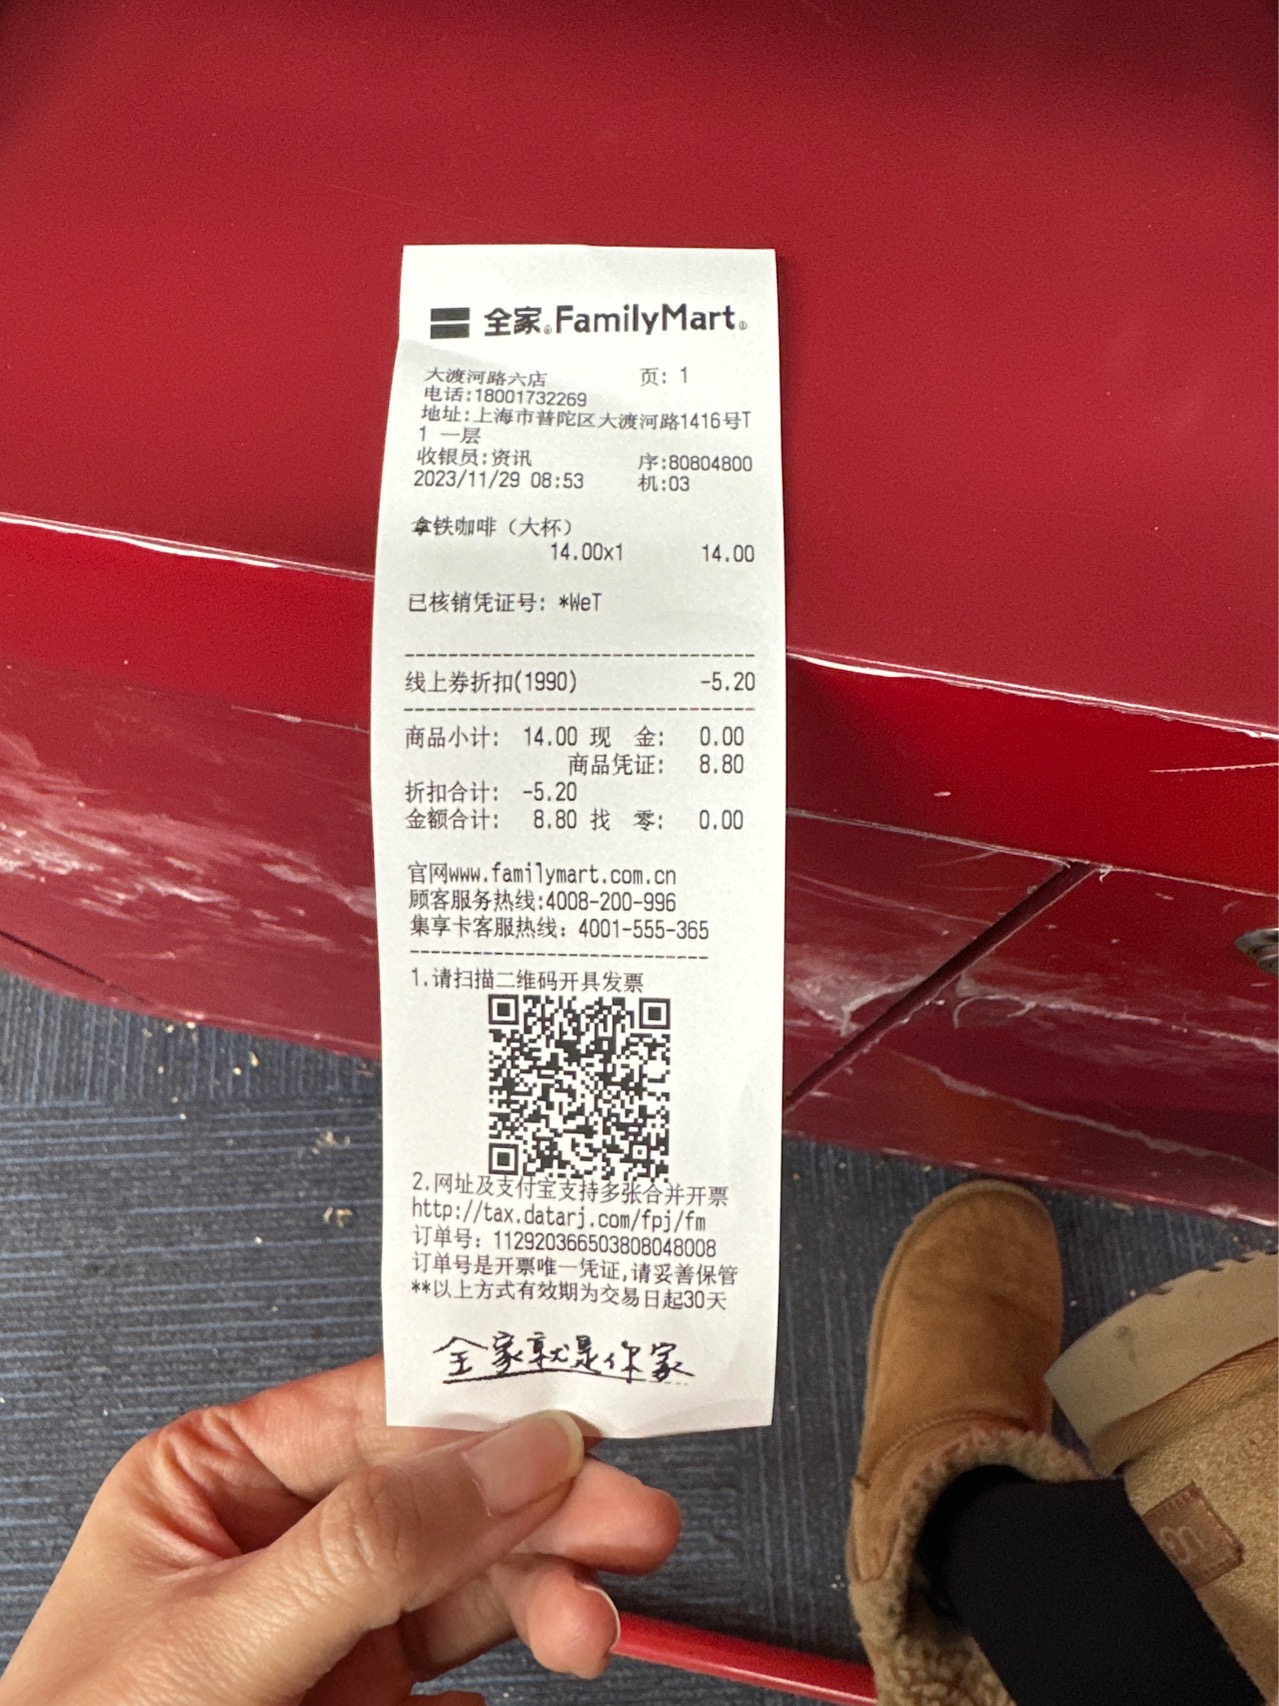 全家®FamilyMart®
大渡河路六店 页: 1
电话:18001732269
地址:上海市普陀区大渡河路1416号T
1 一层
收银员:资讯 序:80804800
2023/11/29 08:53 机:03
拿铁咖啡（大杯）
14.00x1 14.00
已核销凭证号: *WeT
线上券折扣(1990) -5.20
商品小计: 14.00 现 金: 0.00
商品凭证: 8.80
折扣合计: -5.20
金额合计: 8.80 找 零: 0.00
官网www.familymart.com.cn
顾客服务热线:4008-200-996
集享卡客服热线: 4001-555-365
1.请扫描二维码开具发票
2.网址及支付宝支持多张合并开票
http://tax.datarj.com/fpj/fm
订单号: 112920366503808048008
订单号是开票唯一凭证,请妥善保管
**以上方式有效期为交易日起30天
全家就是你家